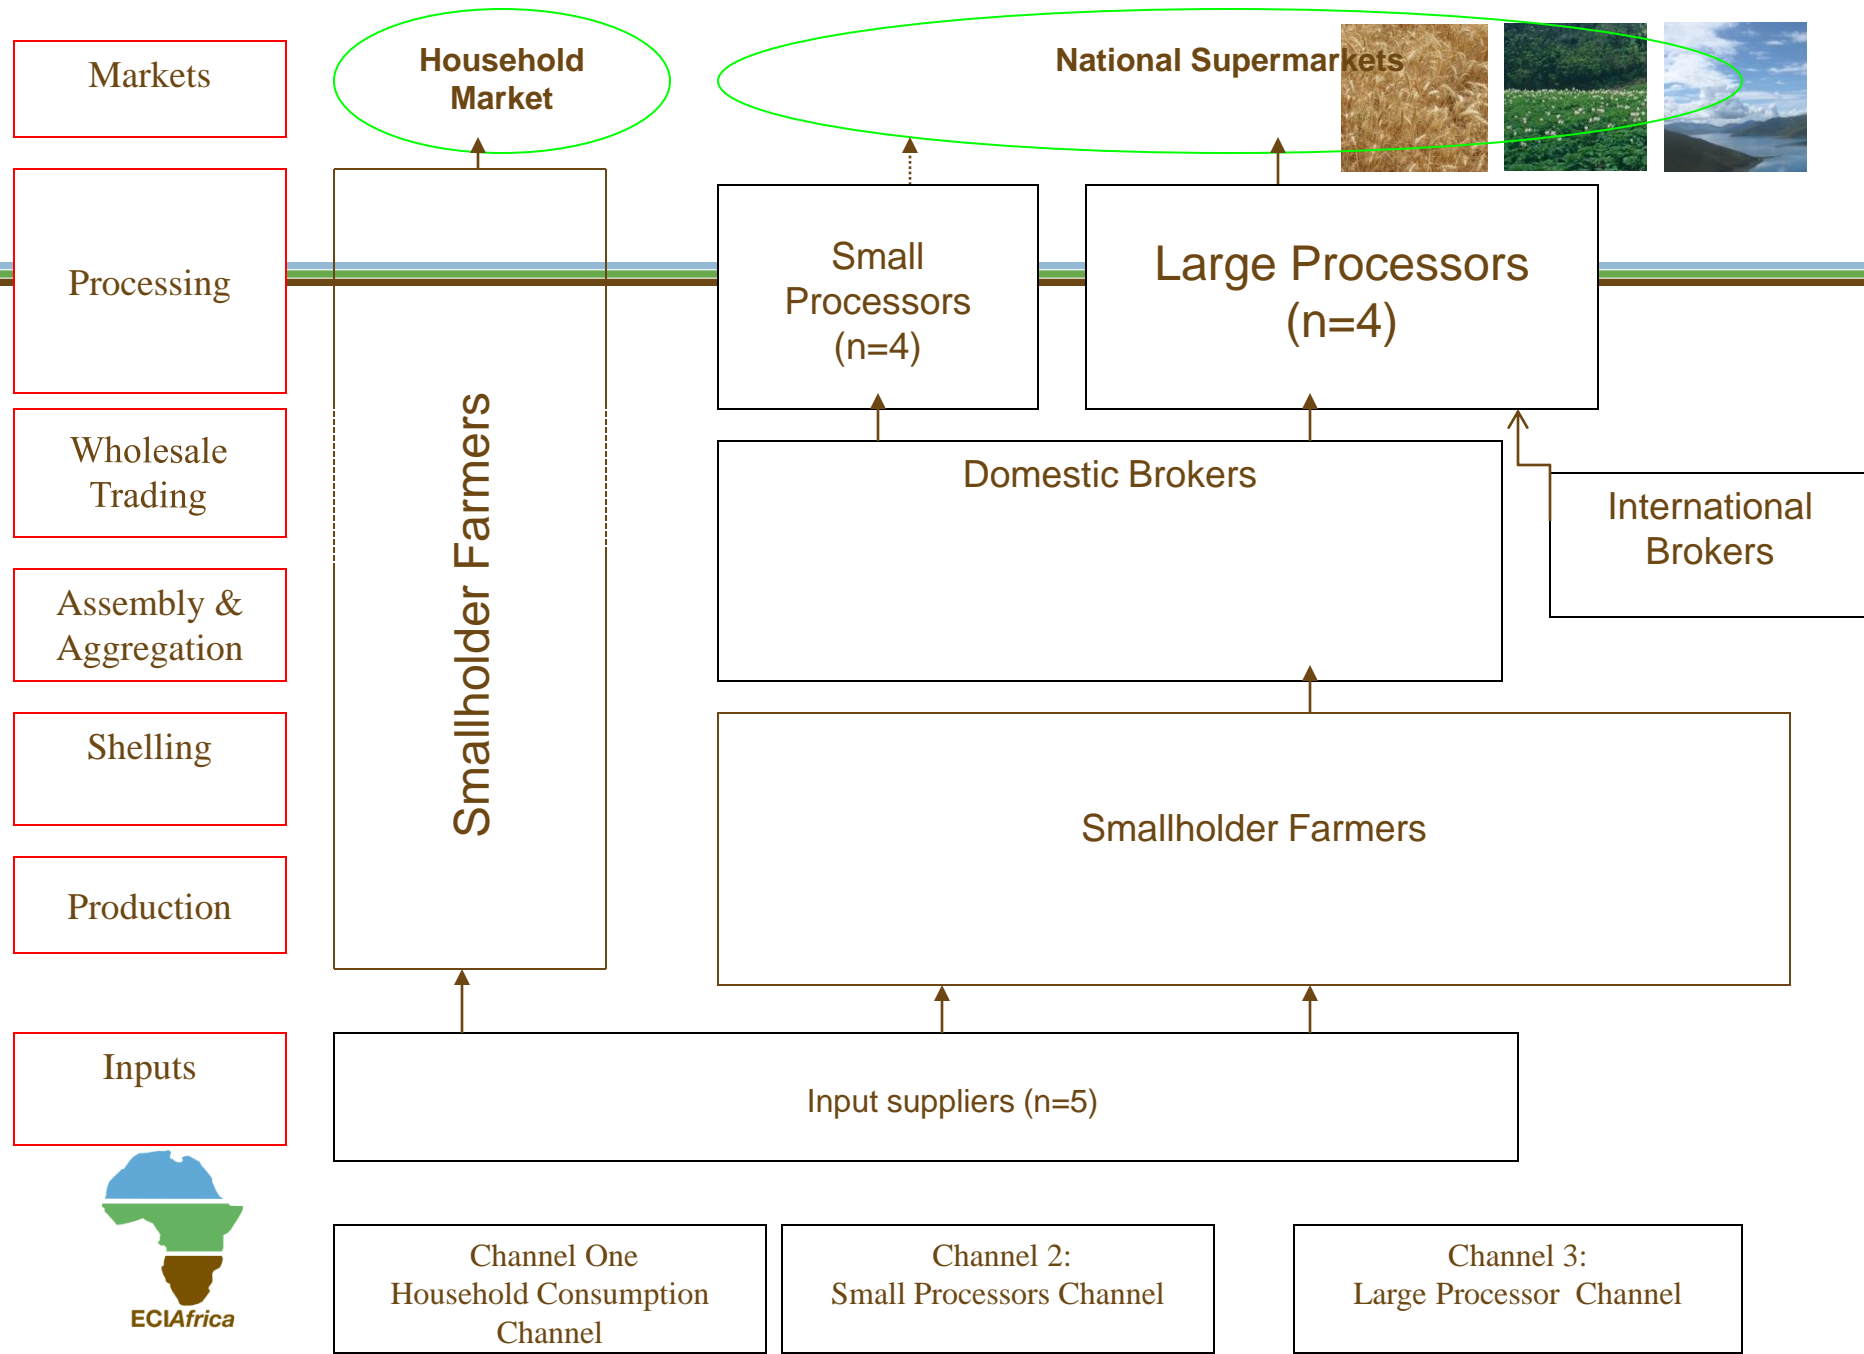 Markets
Household
Market
National Supermarkets
Processing
Small
Processors
(n=4)
Large Processors
(n=4)
Wholesale
Trading
Smallholder Farmers
Domestic Brokers
International
Brokers
Assembly &
Aggregation
Shelling
Smallholder Farmers
Production
Inputs
Input suppliers (n=5)
ECIAfrica
Channel One
Household Consumption
Channel
Channel 2:
Small Processors Channel
Channel 3:
Large Processor  Channel